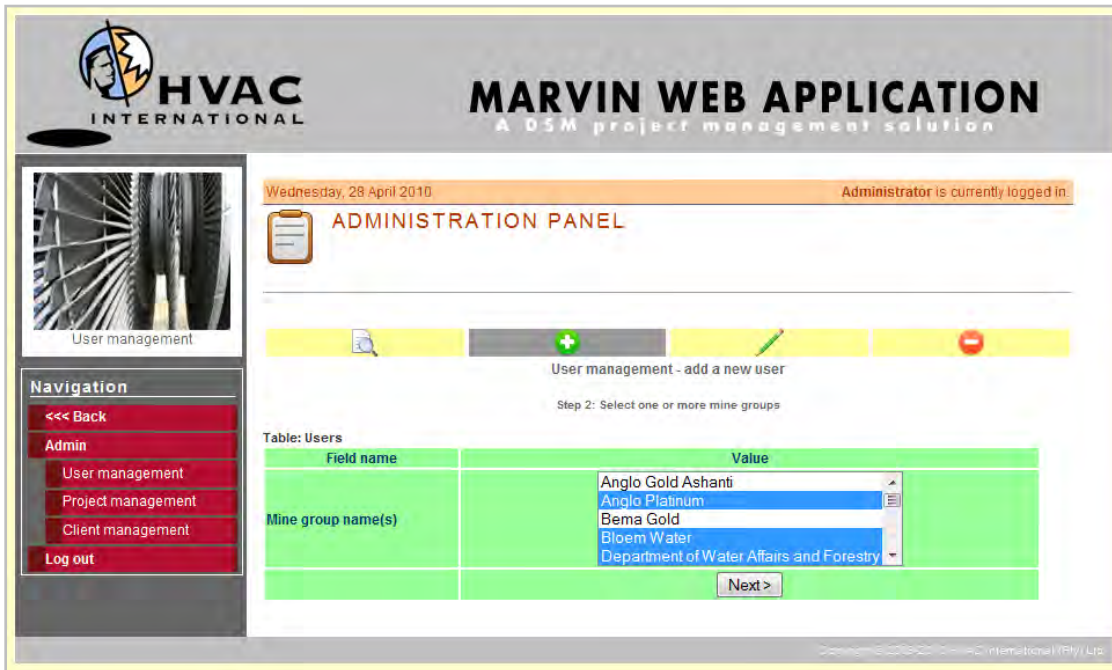 HVAC
INTERNATIONAL
MARVIN WEB APPLICATION
A DSM project management solution
Wednesday, 28 April 2010
Administrator is currently logged in.
ADMINISTRATION PANEL
User management
User management - add a new user
Step 2: Select one or more mine groups
Navigation
<<< Back
Admin
User management
Project management
Client management
Log out
Table: Users
Field name Value
Mine group name(s)
Anglo Gold Ashanti
Anglo Platinum
Bema Gold
Bloem Water
Department of Water Affairs and Forestry
Next >
International (Pty) Ltd